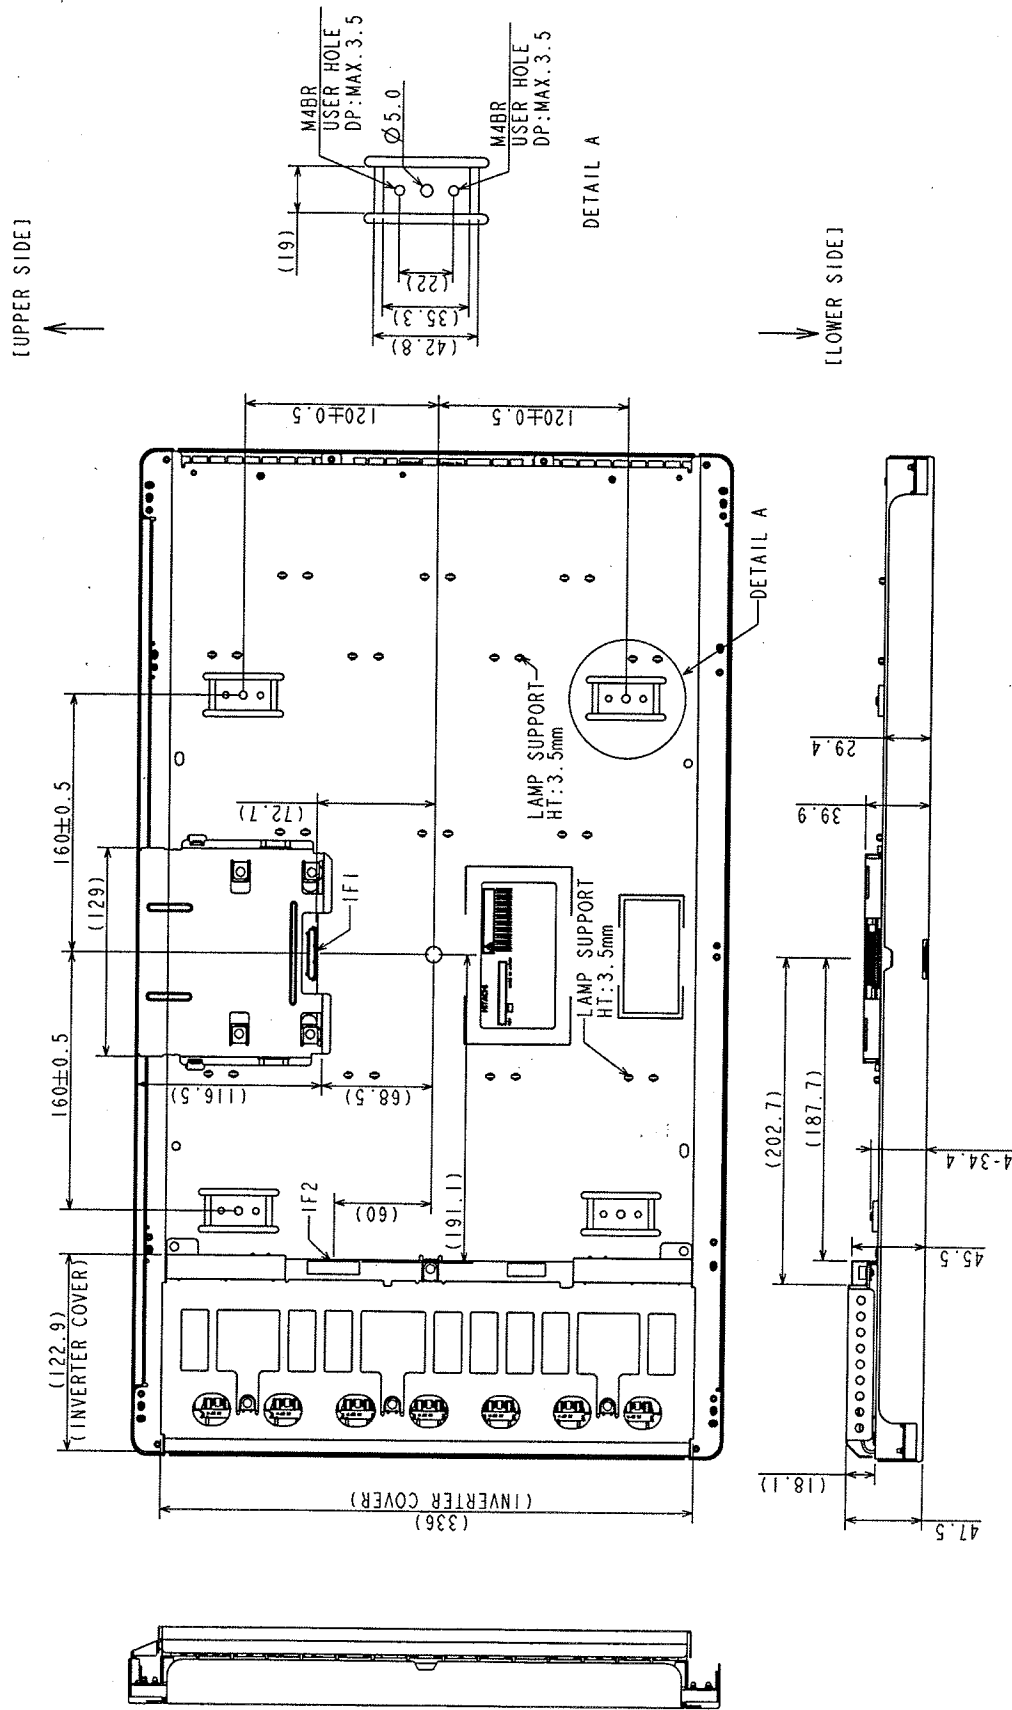 [UPPER SIDE]
M4BR
USER HOLE
DP:MAX.3.5
Ø5.0
M4BR
USER HOLE
DP:MAX.3.5
DETAIL A
(19)
(22)
(35.3)
(42.8)
[LOWER SIDE]
120±0.5
120±0.5
160±0.5
160±0.5
(129)
(72.7)
(116.5)
(68.5)
(60)
(191.1)
LAMP SUPPORT
HT:3.5mm
LAMP SUPPORT
HT:3.5mm
DETAIL A
IF1
IF2
HITACHI
(122.9)
(INVERTER COVER)
(336)
(INVERTER COVER)
29.4
39.9
(202.7)
(187.7)
4-34.4
45.5
(18.1)
47.5